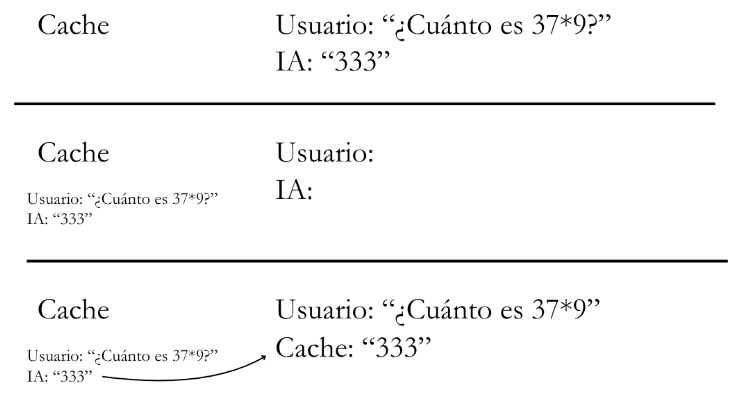 Cache
Usuario: “¿Cuánto es 37*9?”
IA: “333”
Cache
Usuario: “¿Cuánto es 37*9?”
IA: “333”
Usuario:
IA:
Cache
Usuario: “¿Cuánto es 37*9?”
IA: “333”
Usuario: “¿Cuánto es 37*9”
Cache: “333”